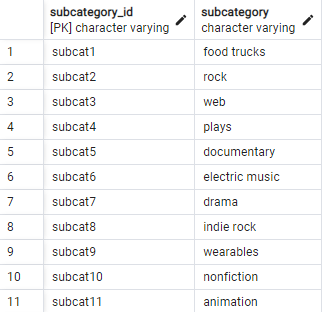 subcategory_id subcategory
[PK] character varying character varying
1 subcat1 food trucks
2 subcat2 rock
3 subcat3 web
4 subcat4 plays
5 subcat5 documentary
6 subcat6 electric music
7 subcat7 drama
8 subcat8 indie rock
9 subcat9 wearables
10 subcat10 nonfiction
11 subcat11 animation